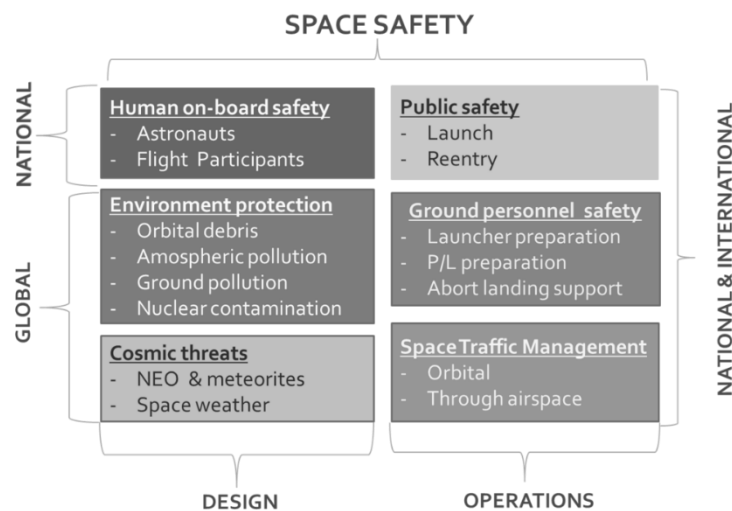 SPACE SAFETY
NATIONAL
Human on-board safety
- Astronauts
- Flight Participants
Public safety
- Launch
- Reentry
GLOBAL
Environment protection
- Orbital debris
- Amospheric pollution
- Ground pollution
- Nuclear contamination
Ground personnel safety
- Launcher preparation
- P/L preparation
- Abort landing support
Cosmic threats
- NEO & meteorites
- Space weather
Space Traffic Management
- Orbital
- Through airspace
NATIONAL & INTERNATIONAL
DESIGN
OPERATIONS